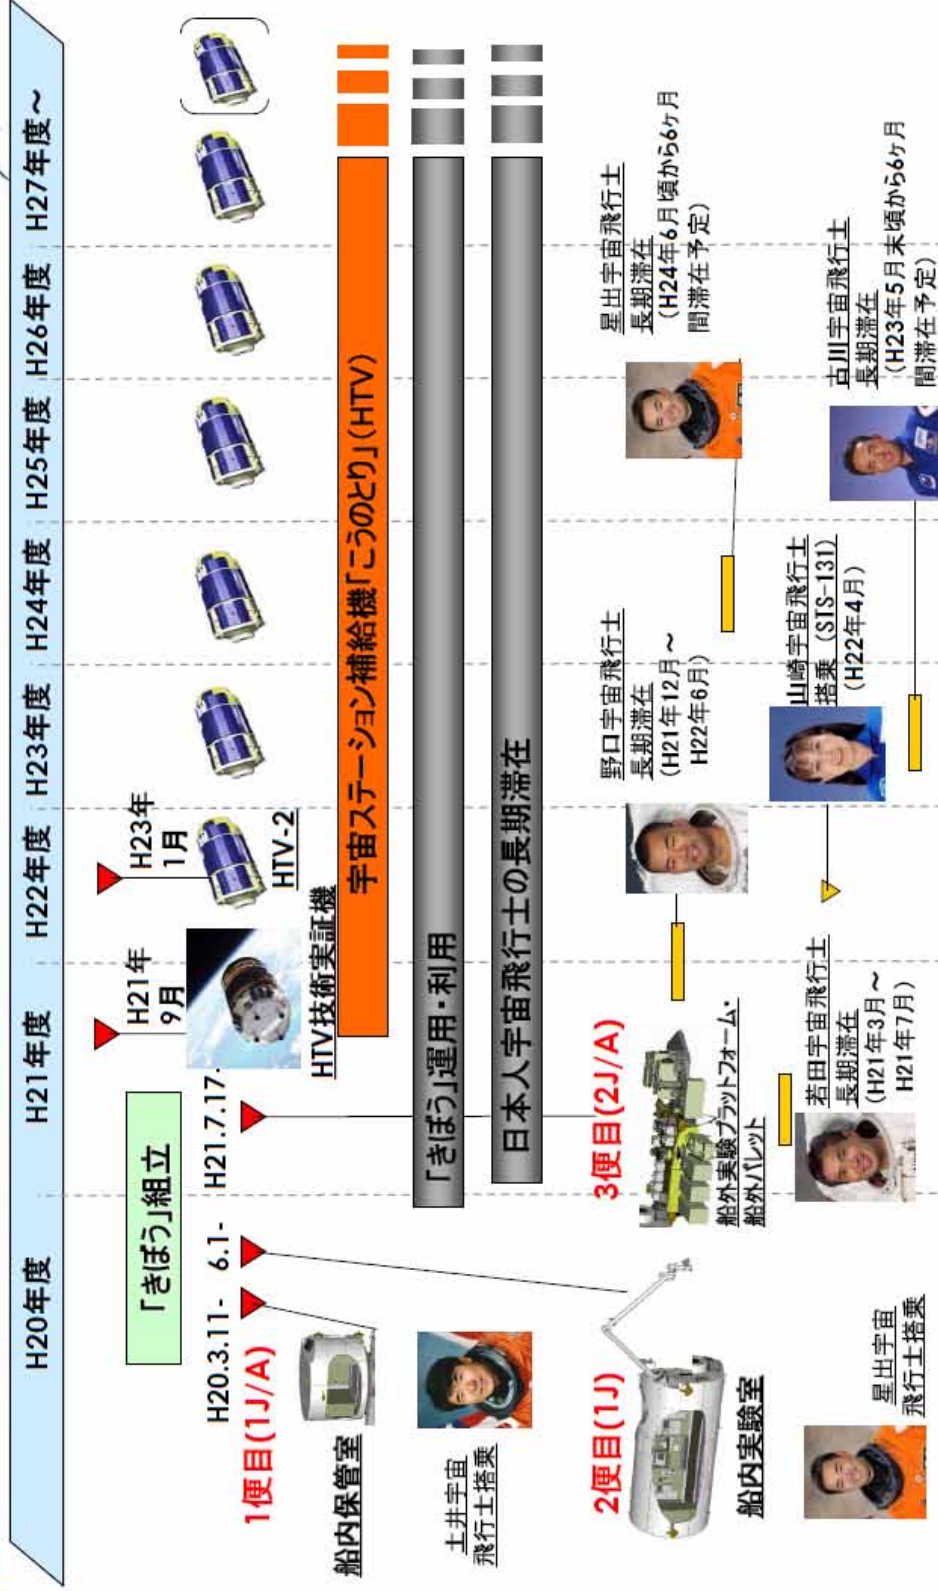 H20年度
H21年度
H22年度
H23年度
H24年度
H25年度
H26年度
H27年度～
「きぼう」組立
H21年
9月
H23年
1月
H20.3.11-
6.1-
H21.7.17-
HTV-2
HTV技術実証機
1便目(1J/A)
船内保管室
宇宙ステーション補給機「こうのとり」(HTV)
「きぼう」運用・利用
日本人宇宙飛行士の長期滞在
土井宇宙
飛行士搭乗
2便目(1J)
船内実験室
星出宇宙
飛行士搭乗
3便目(2J/A)
船外実験プラットフォーム・
船外パレット
若田宇宙飛行士
長期滞在
(H21年3月～
H21年7月)
野口宇宙飛行士
長期滞在
(H21年12月～
H22年6月)
山崎宇宙飛行士
搭乗（STS-131）
(H22年4月)
星出宇宙飛行士
長期滞在
(H24年6月頃から6ヶ月
間滞在予定)
古川宇宙飛行士
長期滞在
(H23年5月末頃から6ヶ月
間滞在予定)